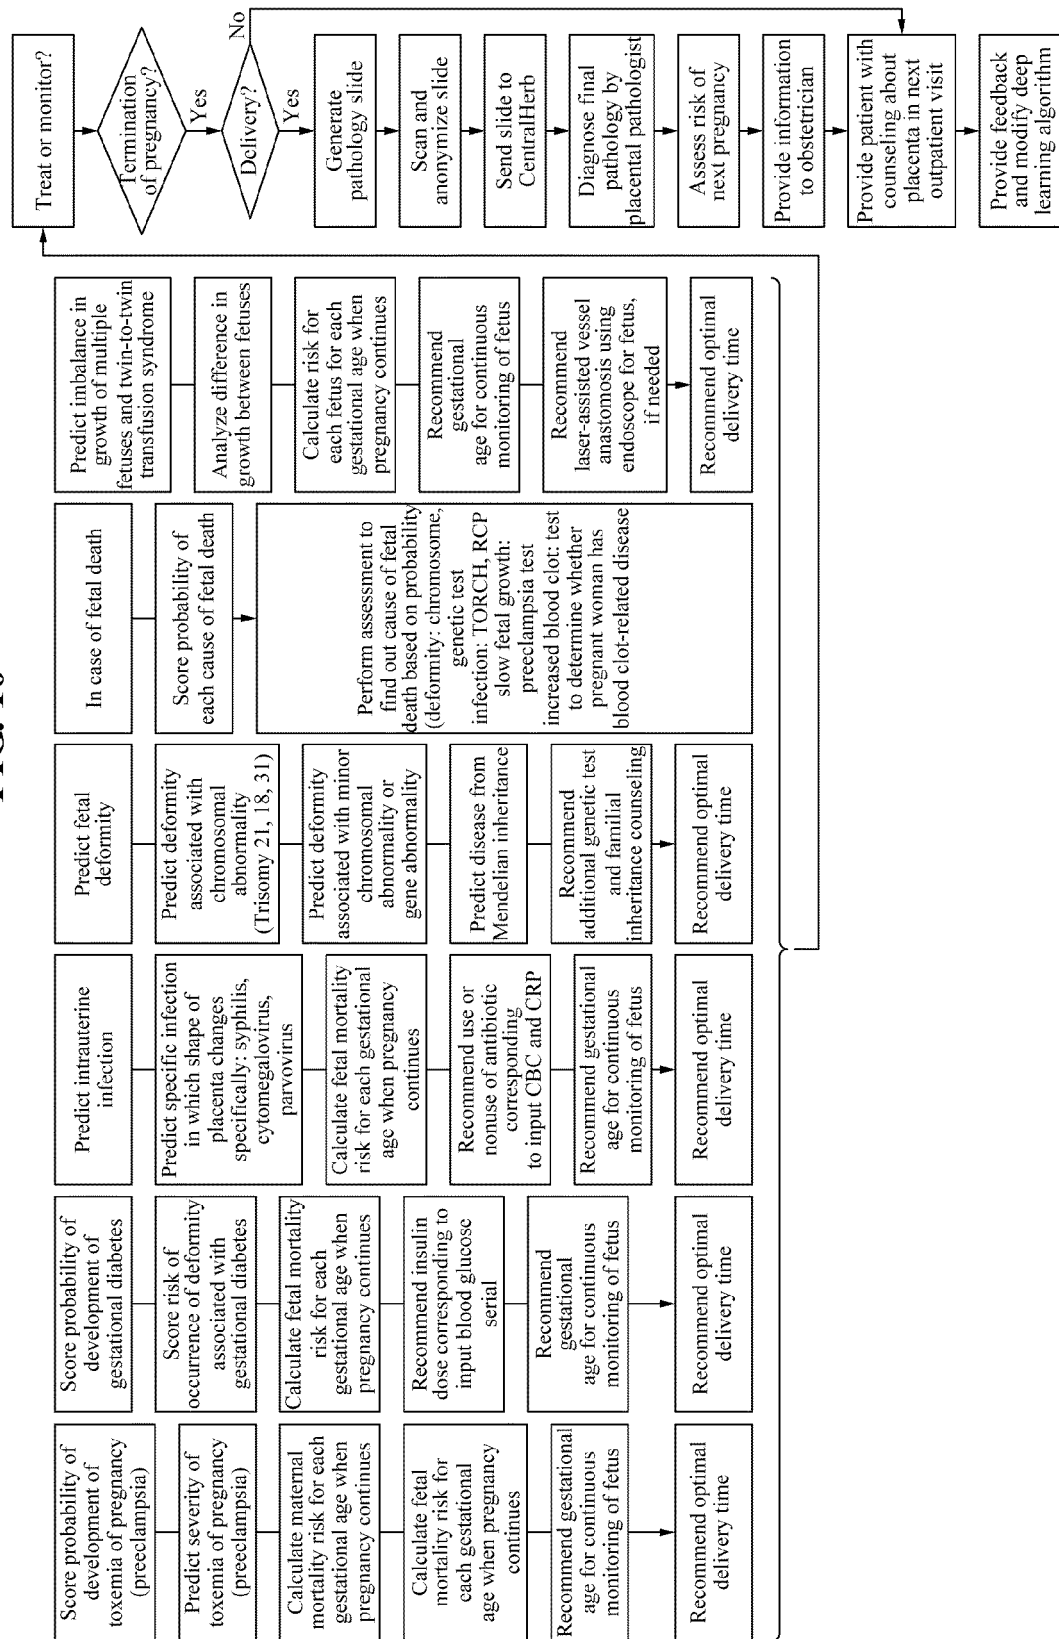 FIG. 10
Score probability of
development of
toxemia of pregnancy
(preeclampsia)
Predict severity of
toxemia of pregnancy
(preeclampsia)
Calculate maternal
mortality risk for each
gestational age when
pregnancy continues
Calculate fetal
mortality risk for
each gestational
age when pregnancy
continues
Recommend gestational
age for continuous
monitoring of fetus
Recommend optimal
delivery time
Score probability of
development of
gestational diabetes
Score risk of
occurrence of deformity
associated with
gestational diabetes
Calculate fetal mortality
risk for each
gestational age when
pregnancy continues
Recommend insulin
dose corresponding to
input blood glucose
serial
Recommend
gestational
age for continuous
monitoring of fetus
Recommend optimal
delivery time
Predict intrauterine
infection
Predict specific infection
in which shape of
placenta changes
specifically: syphilis,
cytomegalovirus,
parvovirus
Calculate fetal mortality
risk for each gestational
age when pregnancy
continues
Recommend use or
nonuse of antibiotic
corresponding
to input CBC and CRP
Recommend gestational
age for continuous
monitoring of fetus
Recommend optimal
delivery time
Predict fetal
deformity
Predict deformity
associated with
chromosomal
abnormality
(Trisomy 21, 18, 31)
Predict deformity
associated with minor
chromosomal
abnormality or
gene abnormality
Predict disease from
Mendelian inheritance
Recommend
additional genetic test
and familial
inheritance counseling
Recommend optimal
delivery time
In case of fetal death
Score probability of
each cause of fetal death
Perform assessment to
find out cause of fetal
death based on probability
(deformity: chromosome,
genetic test
infection: TORCH, RCP
slow fetal growth:
preeclampsia test
increased blood clot: test
to determine whether
pregnant woman has
blood clot-related disease
Predict imbalance in
growth of multiple
fetuses and twin-to-twin
transfusion syndrome
Analyze difference in
growth between fetuses
Calculate risk for
each fetus for each
gestational age when
pregnancy continues
Recommend
gestational
age for continuous
monitoring of fetus
Recommend
laser-assisted vessel
anastomosis using
endoscope for fetus,
if needed
Recommend optimal
delivery time
Treat or monitor?
Termination
of pregnancy?
Yes
Delivery?
No
Yes
Generate
pathology slide
Scan and
anonymize slide
Send slide to
CentralHerb
Diagnose final
pathology by
placental pathologist
Assess risk of
next pregnancy
Provide information
to obstetrician
Provide patient with
counseling about
placenta in next
outpatient visit
Provide feedback
and modify deep
learning algorithm